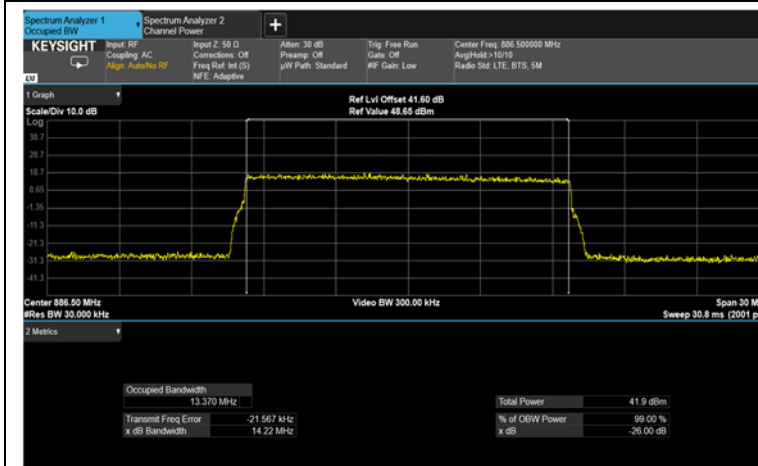 Spectrum Analyzer 1
Occupied BW
Spectrum Analyzer 2
Channel Power
KEYSIGHT
Input: RF
Coupling: AC
Align: Auto/No RF
Input Z: 50 Ω
Corrections: Off
Freq Ref: Int (S)
NFE: Adaptive
Atten: 30 dB
Preamp: Off
µW Path: Standard
Trig: Free Run
Gate: Off
#IF Gain: Low
Center Freq: 886.500000 MHz
Avg|Hold:>10/10
Radio Std: LTE, BTS, 5M
LXI
1 Graph
Scale/Div 10.0 dB
Ref Lvl Offset 41.60 dB
Ref Value 48.65 dBm
Log
38.7
28.7
18.7
8.65
-1.35
-11.3
-21.3
-31.3
-41.3
Center 886.50 MHz
#Res BW 30.000 kHz
Video BW 300.00 kHz
Span 30 M
Sweep 30.8 ms (2001 p
2 Metrics
Occupied Bandwidth
13.370 MHz
Transmit Freq Error -21.567 kHz
x dB Bandwidth 14.22 MHz
Total Power 41.9 dBm
% of OBW Power 99.00 %
x dB -26.00 dB